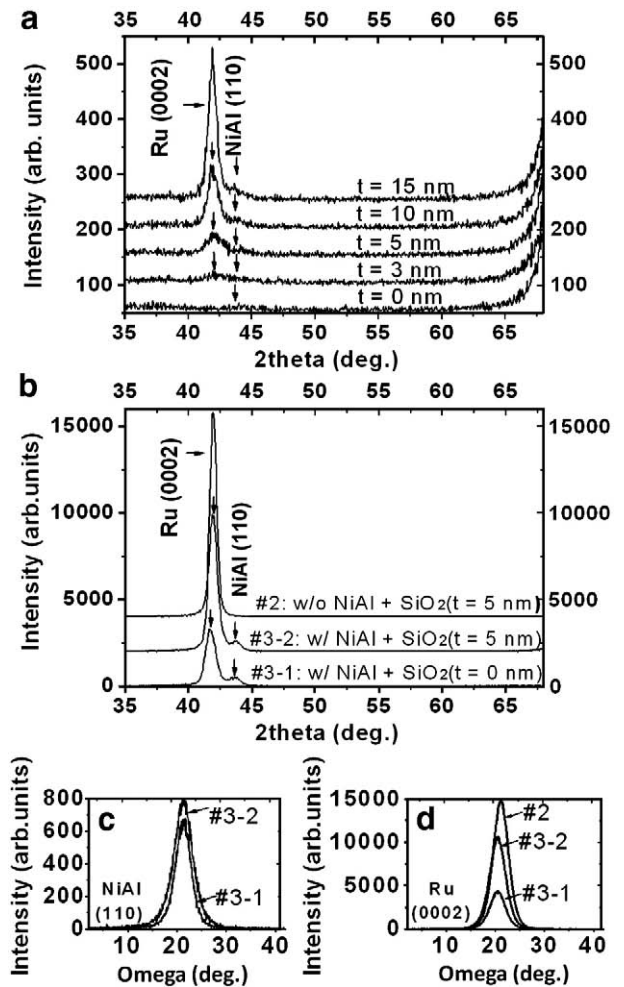 a
35 40 45 50 55 60 65
Intensity (arb. units)
500 500
400 400
300 300
200 200
100 100
Ru (0002)
NiAl (110)
t = 15 nm
t = 10 nm
t = 5 nm
t = 3 nm
t = 0 nm
35 40 45 50 55 60 65
2theta (deg.)
b
35 40 45 50 55 60 65
Intensity (arb.units)
15000 15000
10000 10000
5000 5000
0 0
Ru (0002)
NiAl (110)
#2: w/o NiAl + SiO2(t = 5 nm)
#3-2: w/ NiAl + SiO2(t = 5 nm)
#3-1: w/ NiAl + SiO2(t = 0 nm)
35 40 45 50 55 60 65
2theta (deg.)
c
Intensity (arb.units)
800
600
400
200
0
#3-2
#3-1
NiAl
(110)
10 20 30 40
Omega (deg.)
d
Intensity (arb.units)
15000
10000
5000
0
#2
#3-2
#3-1
Ru
(0002)
10 20 30 40
Omega (deg.)